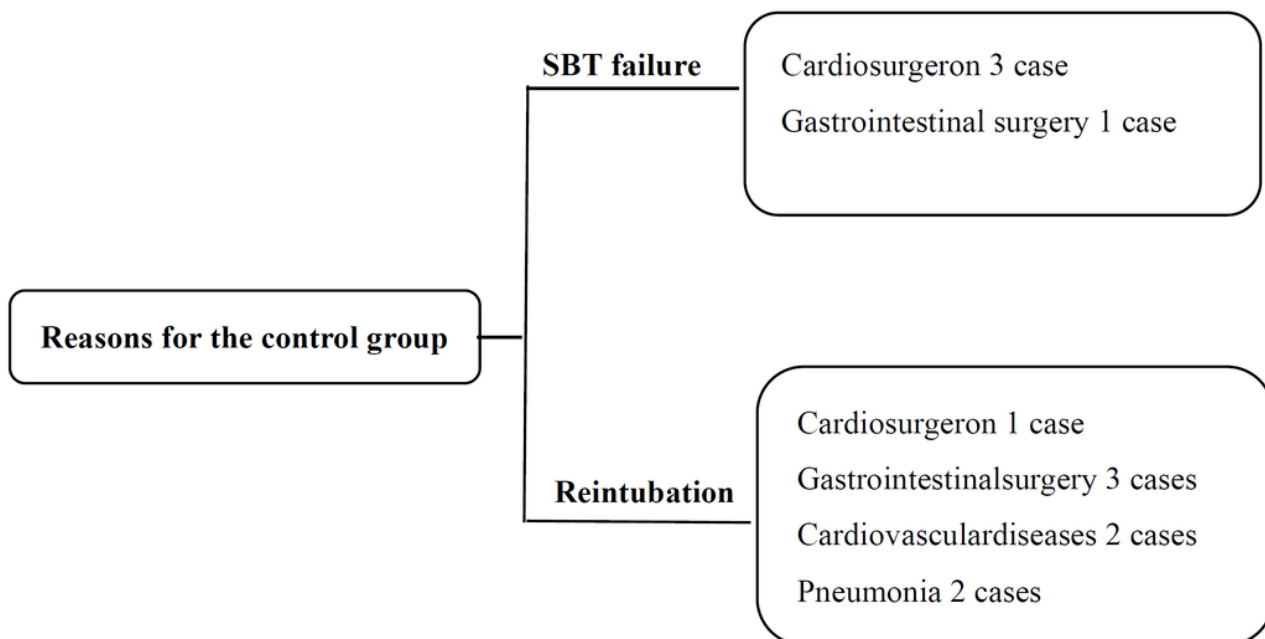 SBT failure
Cardiosurgeron 3 case
Gastrointestinal surgery 1 case
Reasons for the control group
Reintubation
Cardiosurgeron 1 case
Gastrointestinalsurgery 3 cases
Cardiovasculardiseases 2 cases
Pneumonia 2 cases